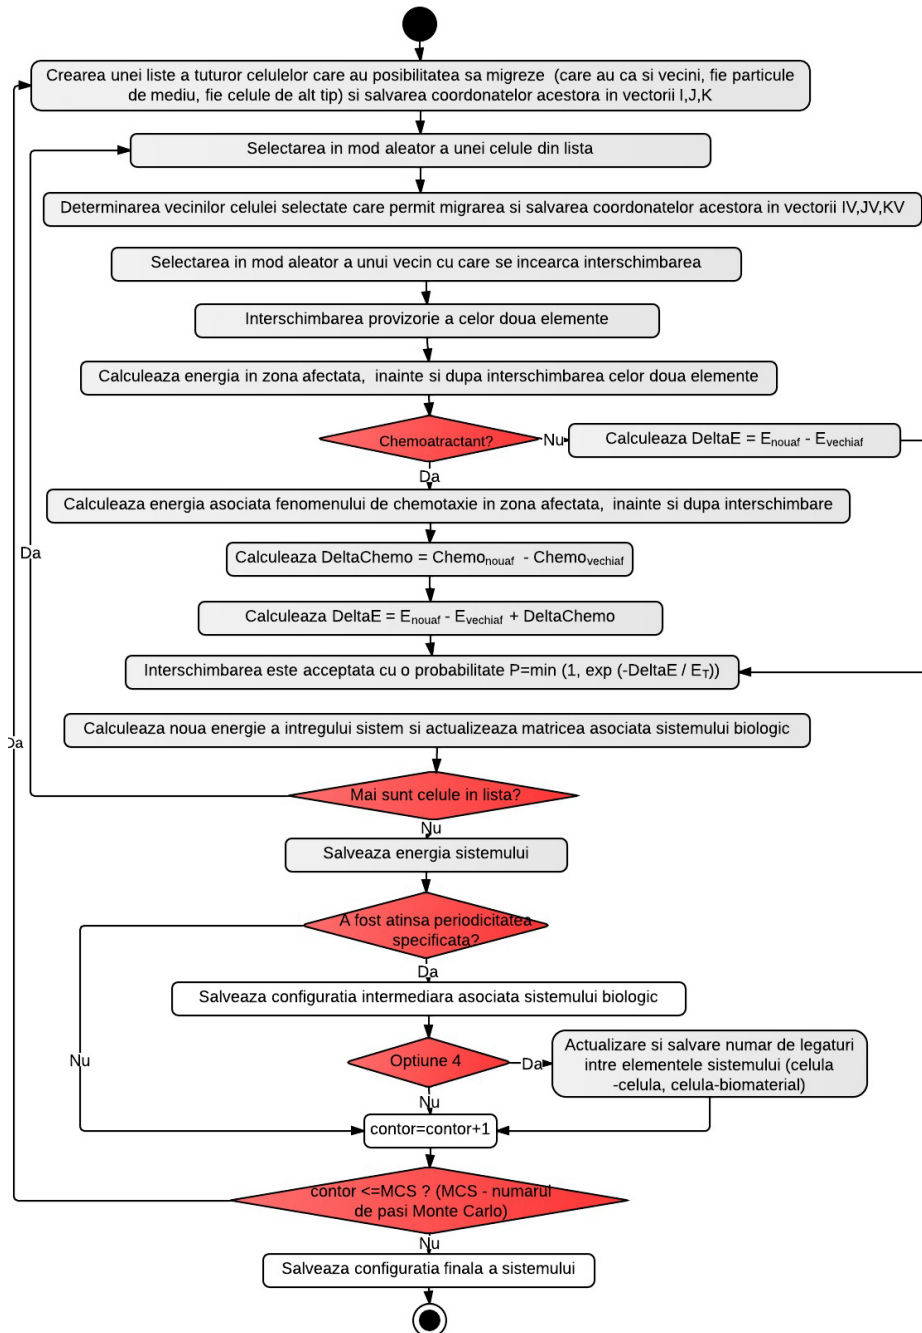 Crearea unei liste a tuturor celulelor care au posibilitatea sa migreze (care au ca si vecini, fie particule
de mediu, fie celule de alt tip) si salvarea coordonatelor acestora in vectorii I,J,K
Selectarea in mod aleator a unei celule din lista
Determinarea vecinilor celulei selectate care permit migrarea si salvarea coordonatelor acestora in vectorii IV,JV,KV
Selectarea in mod aleator a unui vecin cu care se incearca interschimbarea
Interschimbarea provizorie a celor doua elemente
Calculeaza energia in zona afectata, inainte si dupa interschimbarea celor doua elemente
Chemoatractant?
Nu
Calculeaza DeltaE = Enouaf - Evechiaf
Da
Calculeaza energia asociata fenomenului de chemotaxie in zona afectata, inainte si dupa interschimbare
Da
Calculeaza DeltaChemo = Chemonouaf - Chemovechiaf
Calculeaza DeltaE = Enouaf - Evechiaf + DeltaChemo
Interschimbarea este acceptata cu o probabilitate P=min (1, exp (-DeltaE / ET))
Calculeaza noua energie a intregului sistem si actualizeaza matricea asociata sistemului biologic
Da
Mai sunt celule in lista?
Nu
Salveaza energia sistemului
A fost atinsa periodicitatea
specificata?
Da
Salveaza configuratia intermediara asociata sistemului biologic
Nu
Optiune 4
Da
Actualizare si salvare numar de legaturi
intre elementele sistemului (celula
-celula, celula-biomaterial)
Nu
contor=contor+1
contor <=MCS ? (MCS - numarul
de pasi Monte Carlo)
Nu
Salveaza configuratia finala a sistemului